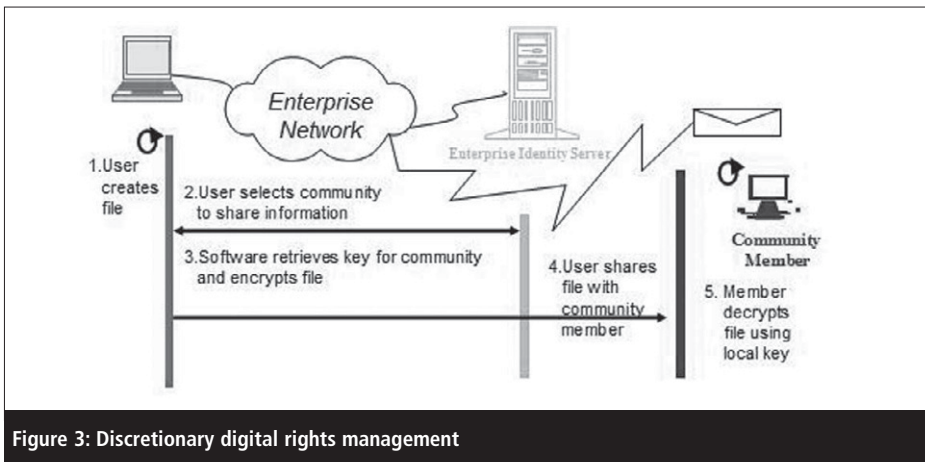 Enterprise
Network
Enterprise Identity Server
1.User
creates
file
2.User selects community
to share information
3.Software retrieves key for community
and encrypts file
4.User shares
file with
community
member
Community
Member
5. Member
decrypts
file using
local key
Figure 3: Discretionary digital rights management